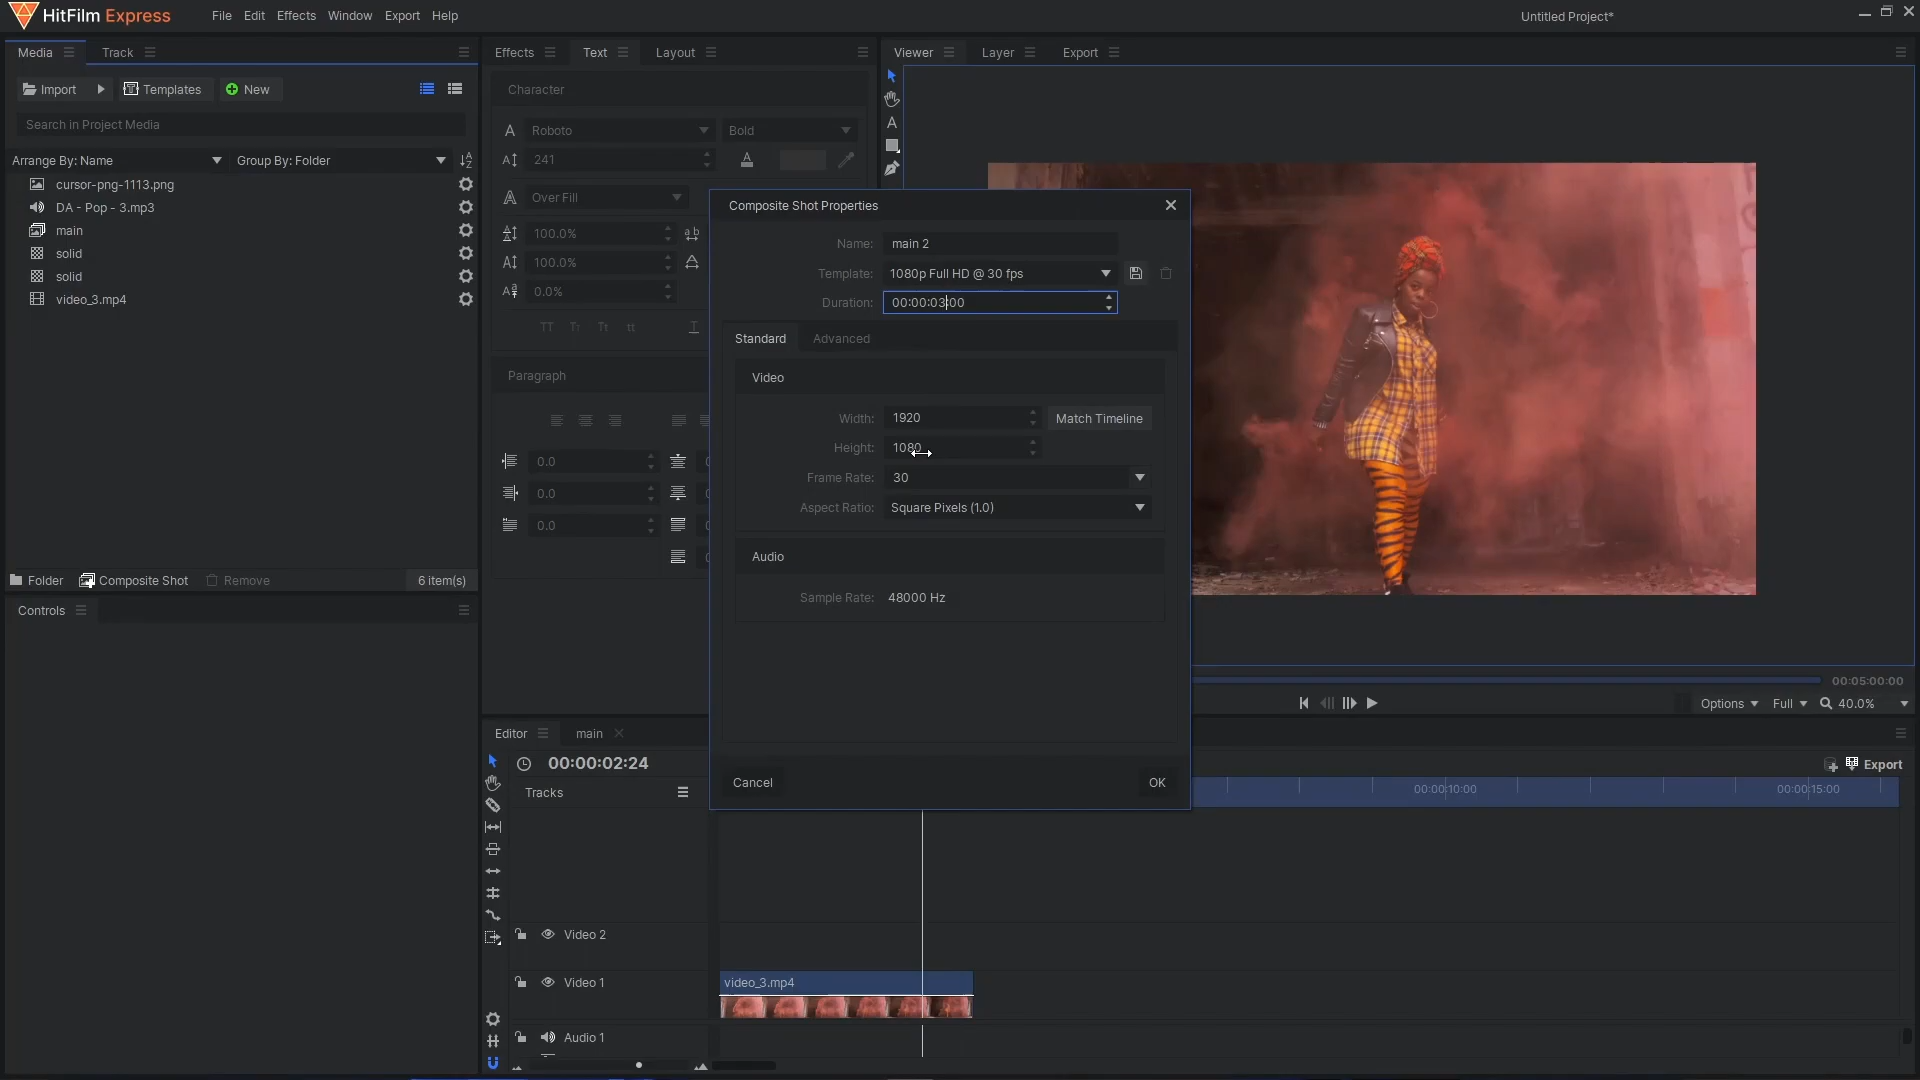 HitFilm Express File Edit Effects Window Export Help Untitled Project*
Media Track Effects Text Layout Viewer Layer Export
Import Templates New
Search in Project Media
Arrange By: Name Group By: Folder
cursor-png-1113.png
DA - Pop - 3.mp3
main
solid
solid
video_3.mp4
Folder Composite Shot Remove 6 item(s)
Controls
Character
Roboto Bold
241
Over Fill
100.0%
100.0%
0.0%
TT Tт Tt tt T
Paragraph
0.0
0.0
0.0
Composite Shot Properties
Name: main 2
Template: 1080p Full HD @ 30 fps
Duration: 00:00:03:00
Standard Advanced
Video
Width: 1920 Match Timeline
Height: 1080
Frame Rate: 30
Aspect Ratio: Square Pixels (1.0)
Audio
Sample Rate: 48000 Hz
Cancel OK
00:05:00:00
Options Full 40.0%
Editor main
00:00:02:24 Export
Tracks 00:00:10:00 00:00:15:00
Video 2
Video 1 video_3.mp4
Audio 1